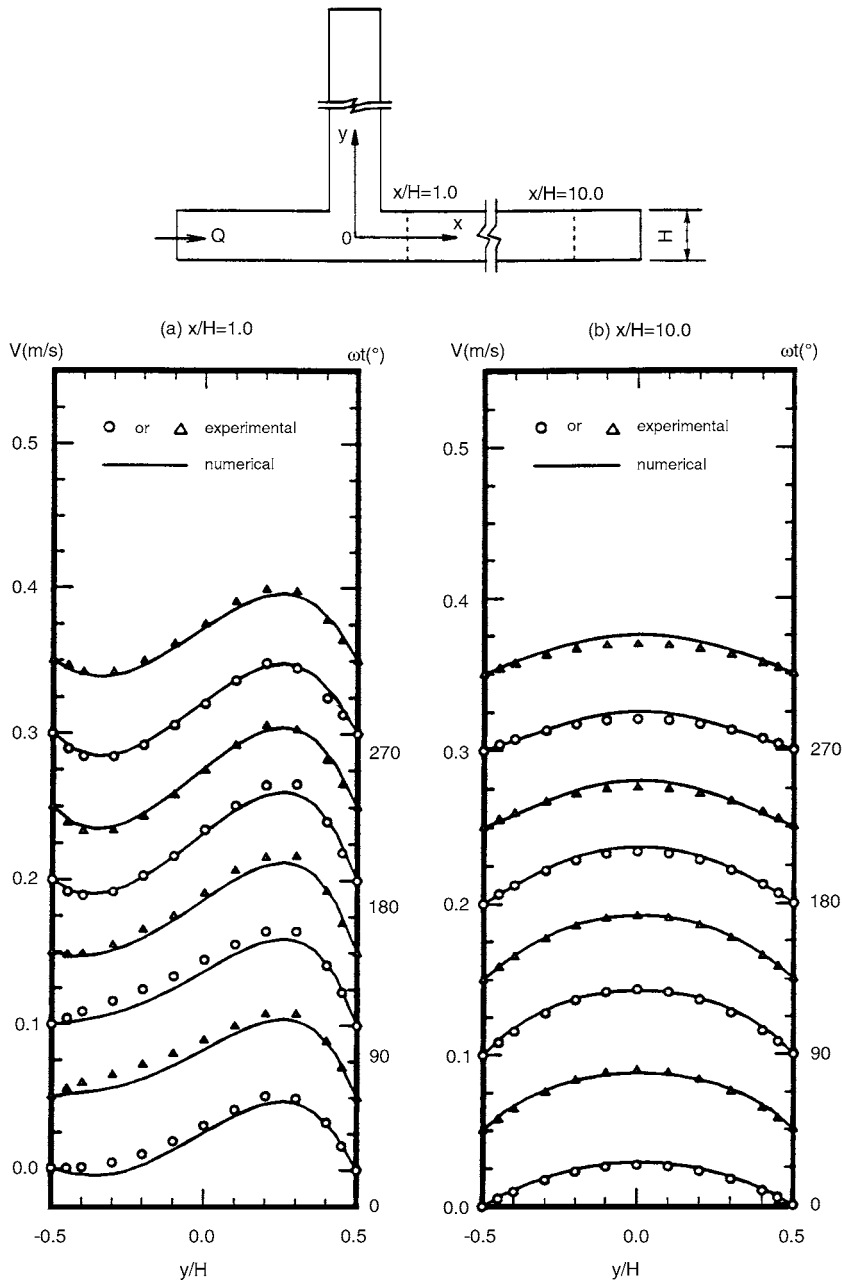 y
x/H=1.0
x/H=10.0
x
0
Q
H
(a) x/H=1.0
V(m/s)
ωt(°)
or
experimental
numerical
0.5
0.4
0.3
0.2
0.1
0.0
270
180
90
0
-0.5
0.0
0.5
y/H
(b) x/H=10.0
V(m/s)
ωt(°)
or
experimental
numerical
0.5
0.4
0.3
0.2
0.1
0.0
270
180
90
0
-0.5
0.0
0.5
y/H